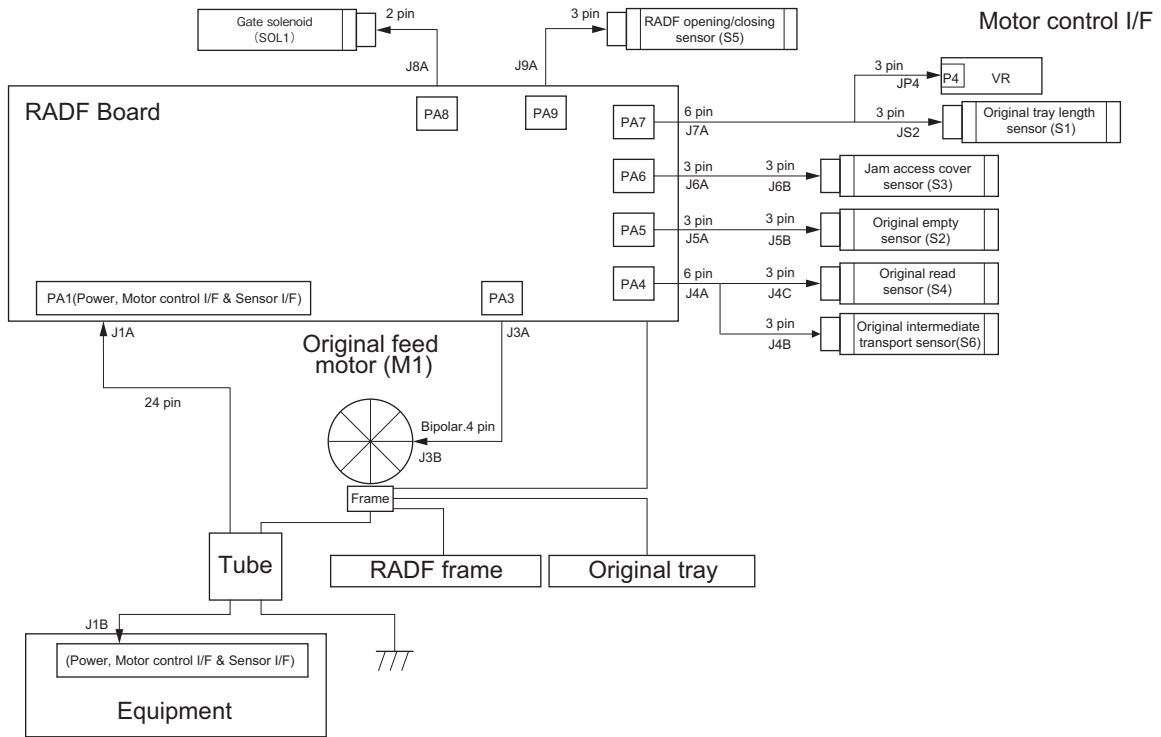 Motor control I/F
Gate solenoid
(SOL1)
2 pin
J8A
3 pin
J9A
RADF opening/closing
sensor (S5)
RADF Board
PA8
PA9
PA7
6 pin
J7A
3 pin
JP4
P4
VR
3 pin
JS2
Original tray length
sensor (S1)
PA6
3 pin
J6A
3 pin
J6B
Jam access cover
sensor (S3)
PA5
3 pin
J5A
3 pin
J5B
Original empty
sensor (S2)
PA4
6 pin
J4A
3 pin
J4C
Original read
sensor (S4)
3 pin
J4B
Original intermediate
transport sensor(S6)
PA1(Power, Motor control I/F & Sensor I/F)
PA3
J1A
J3A
Original feed
motor (M1)
24 pin
Bipolar.4 pin
J3B
Frame
Tube
RADF frame
Original tray
J1B
(Power, Motor control I/F & Sensor I/F)
Equipment